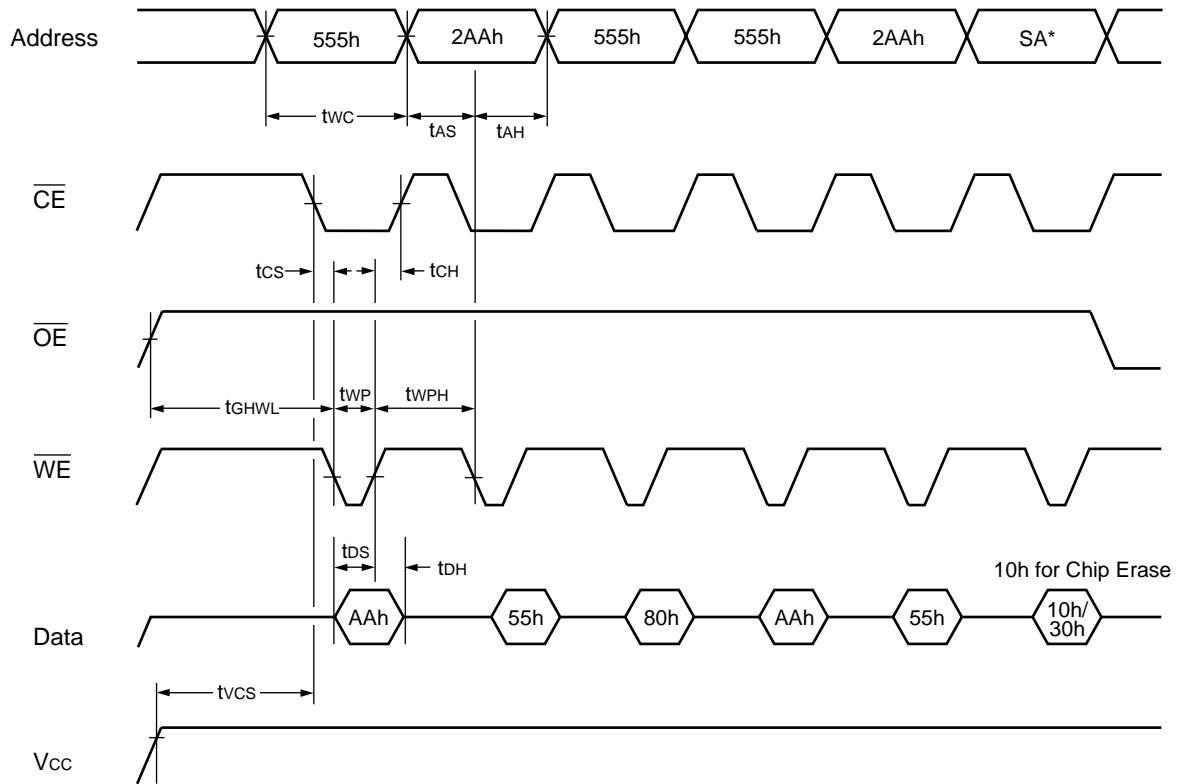 Address 555h 2AAh 555h 555h 2AAh SA*
tWC tAS tAH
CE
tCS tCH
OE
tGHWL tWP tWPH
WE
tDS tDH
10h for Chip Erase
Data AAh 55h 80h AAh 55h 10h/
30h
tVCS
VCC